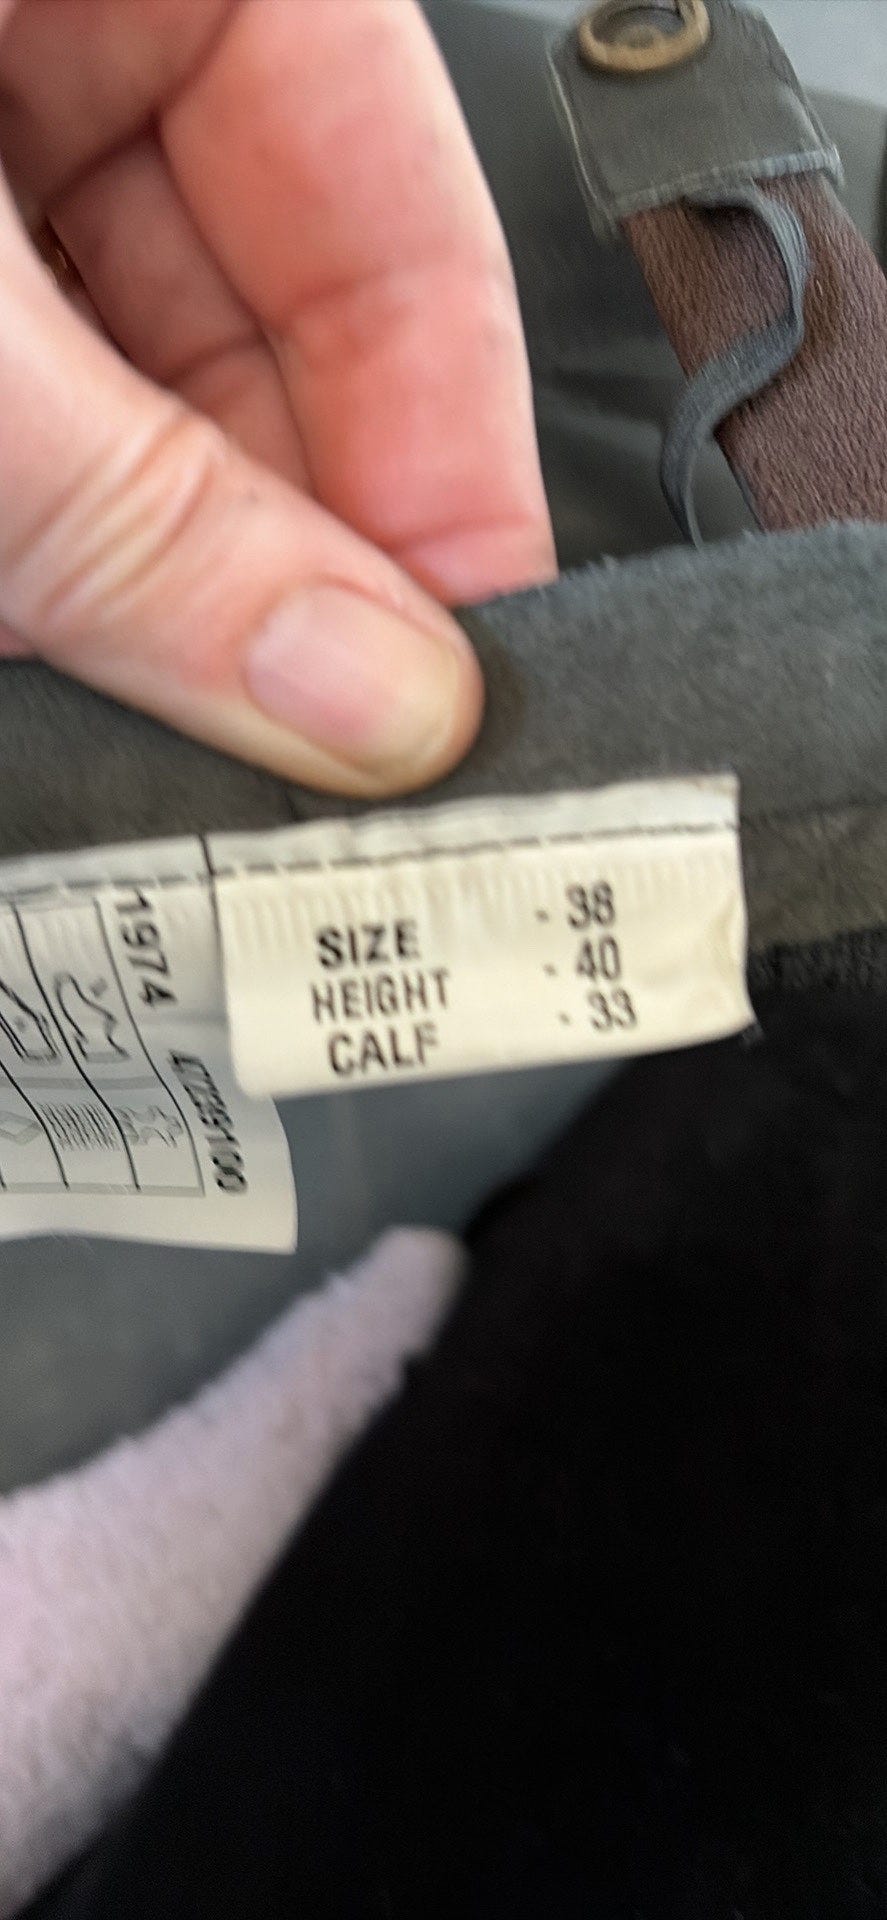 SIZE - 38
HEIGHT - 40
CALF - 33
1974